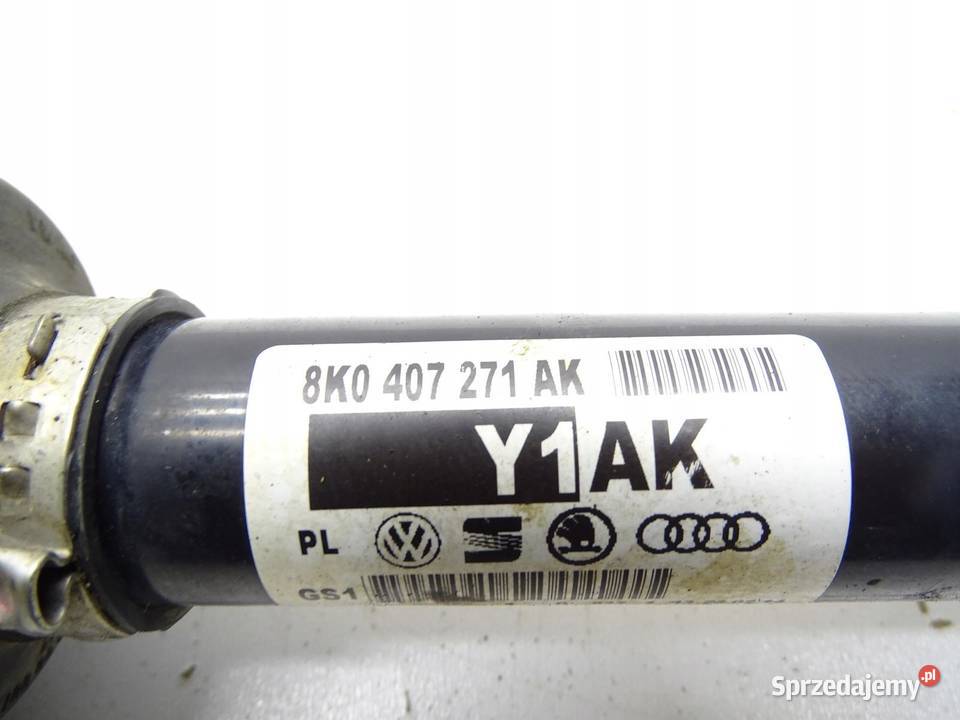 8K0 407 271 AK
Y1AK
PL
GS1
Sprzedajemy.pl